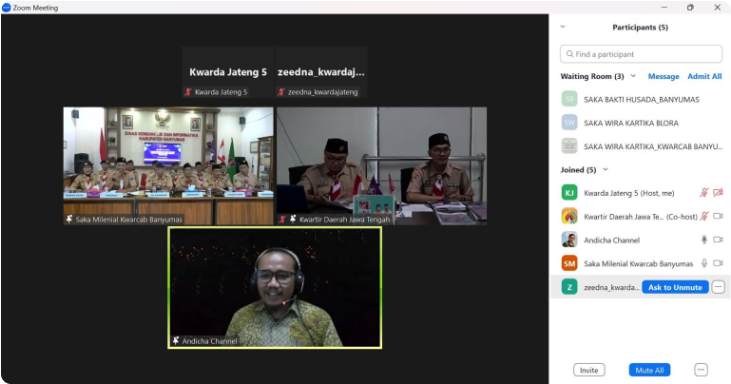 Zoom Meeting
Kwarda Jateng 5
Kwarda Jateng 5
zeedna_kwardaj...
zeedna_kwardajateng
DINAS KOMUNIKASI DAN INFORMATIKA
KABUPATEN BANYUMAS
Saka Milenial Kwarcab Banyumas
Kwartir Daerah Jawa Tengah
Andicha Channel
Participants (5)
Find a participant
Waiting Room (3) Message Admit All
SAKA BAKTI HUSADA_BANYUMAS
SAKA WIRA KARTIKA BLORA
SAKA WIRA KARTIKA_KWARCAB BANYU...
Joined (5)
KJ Kwarda Jateng 5 (Host, me)
Kwartir Daerah Jawa Te... (Co-host)
Andicha Channel
SM Saka Milenial Kwarcab Banyumas
Z zeedna_kwarda... Ask to Unmute
Invite Mute All